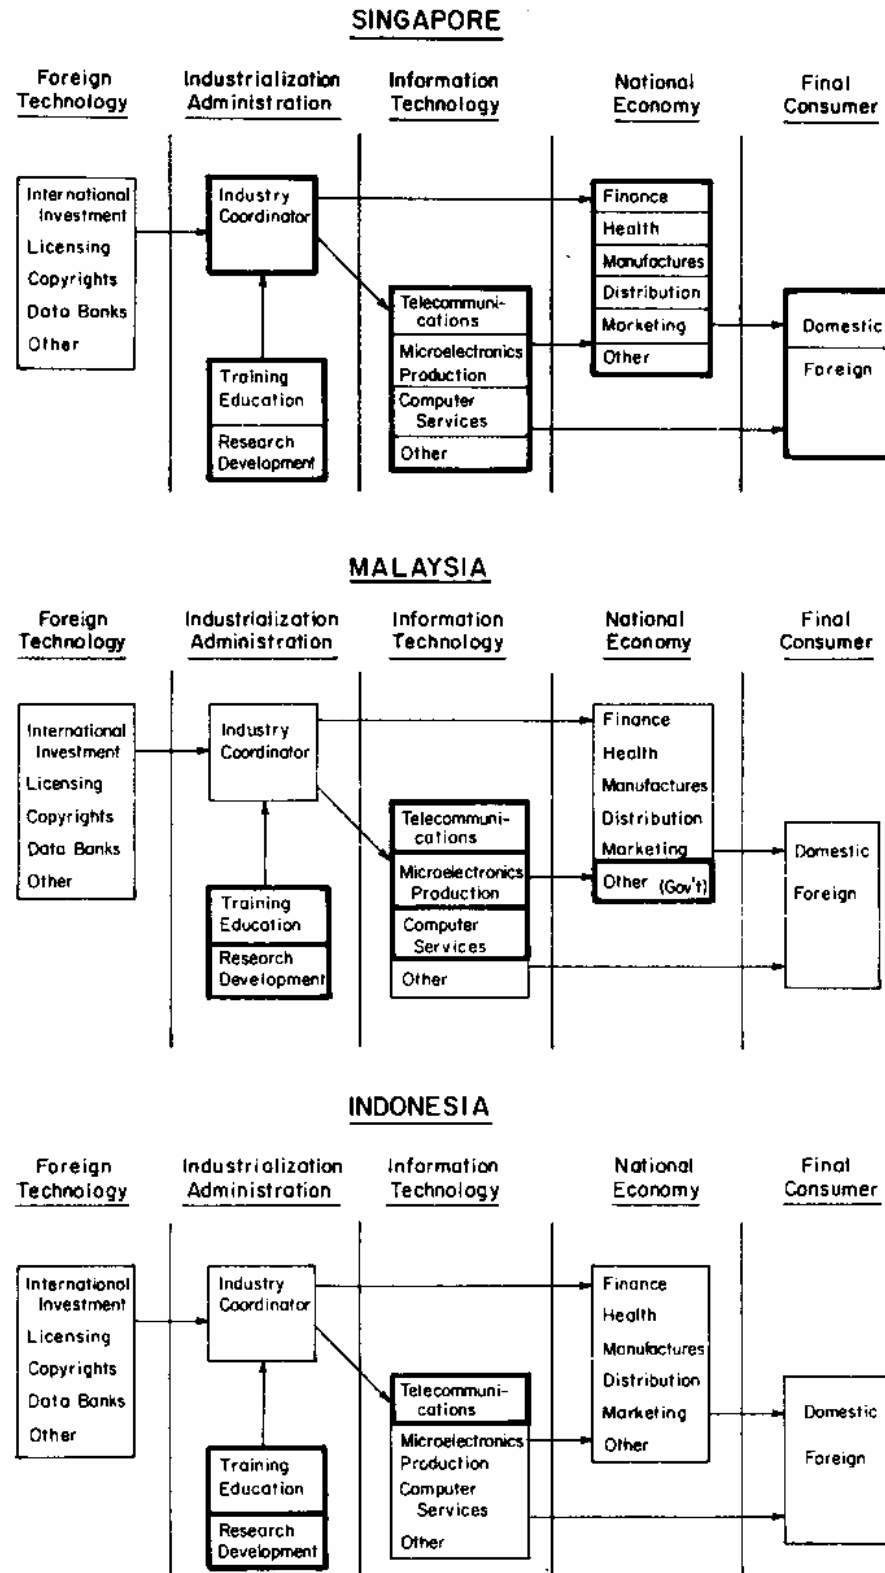 SINGAPORE
Foreign Technology
Industrialization Administration
Information Technology
National Economy
Final Consumer
International Investment
Licensing
Copyrights
Data Banks
Other
Industry Coordinator
Training Education
Research Development
Telecommuni-
cations
Microelectronics Production
Computer Services
Other
Finance
Health
Manufactures
Distribution
Marketing
Other
Domestic
Foreign
MALAYSIA
Foreign Technology
Industrialization Administration
Information Technology
National Economy
Final Consumer
International Investment
Licensing
Copyrights
Data Banks
Other
Industry Coordinator
Training Education
Research Development
Telecommuni-
cations
Microelectronics Production
Computer Services
Other
Finance
Health
Manufactures
Distribution
Marketing
Other (Gov't)
Domestic
Foreign
INDONESIA
Foreign Technology
Industrialization Administration
Information Technology
National Economy
Final Consumer
International Investment
Licensing
Copyrights
Data Banks
Other
Industry Coordinator
Training Education
Research Development
Telecommuni-
cations
Microelectronics Production
Computer Services
Other
Finance
Health
Manufactures
Distribution
Marketing
Other
Domestic
Foreign